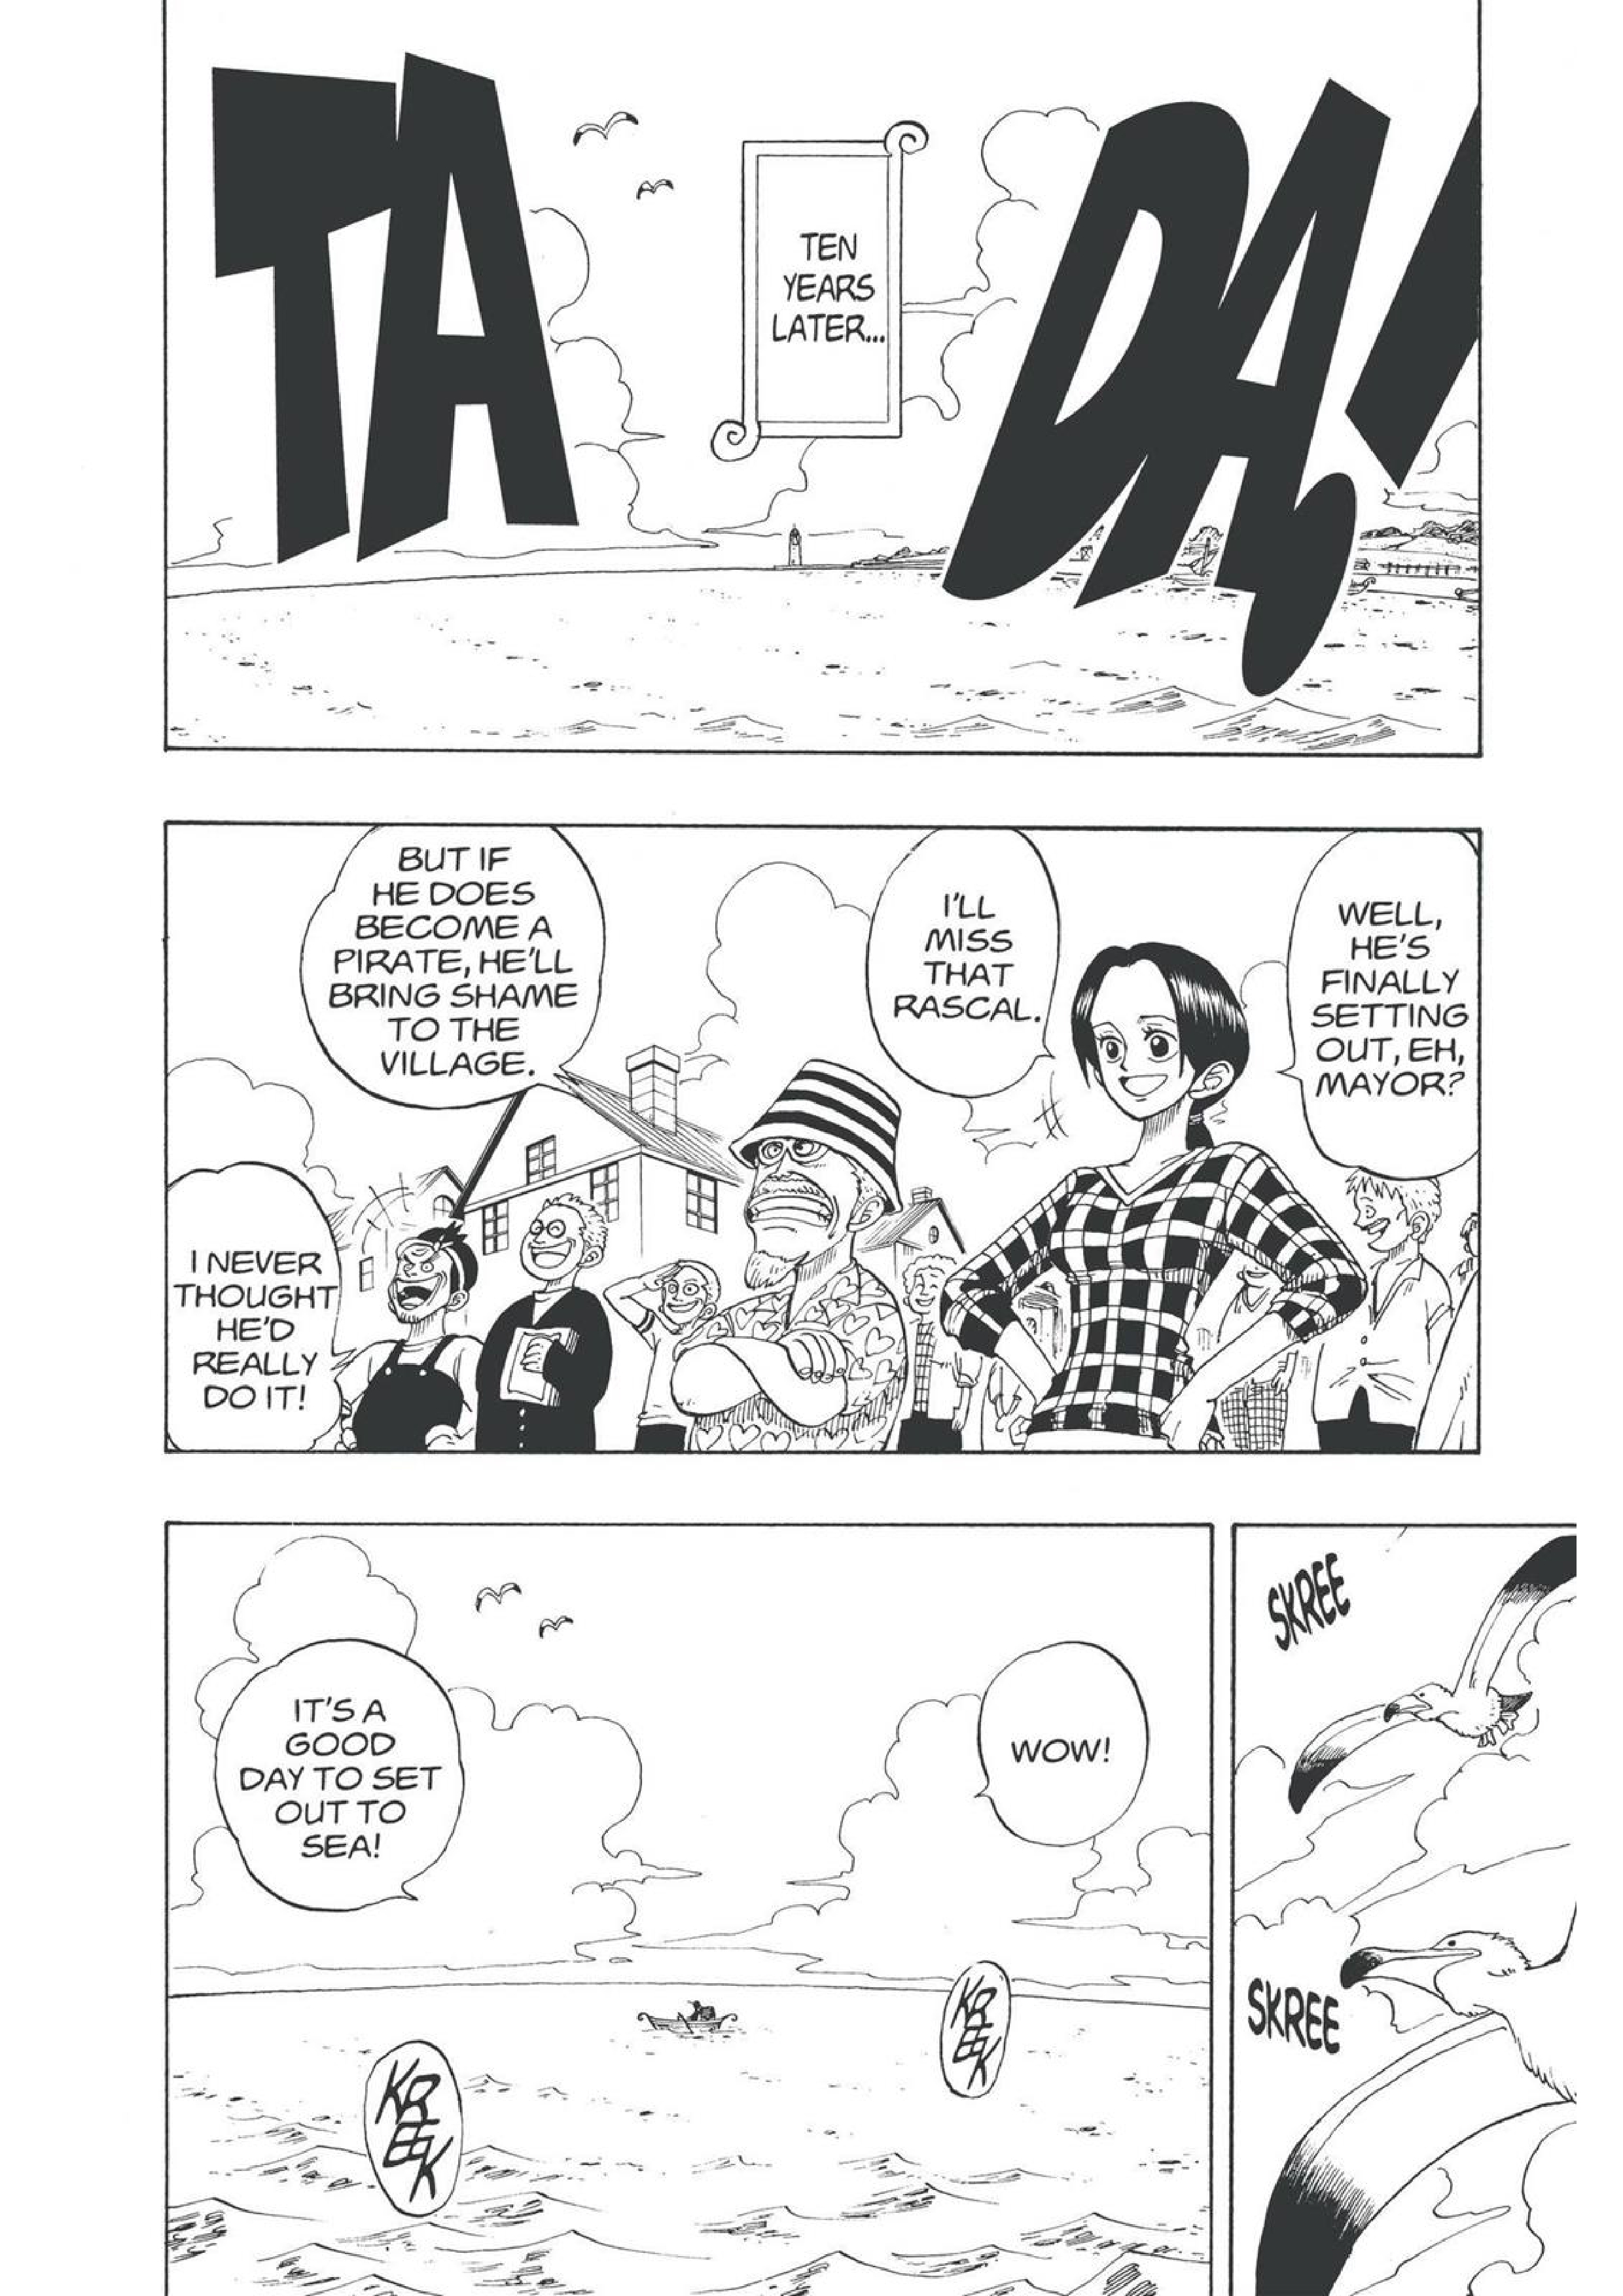 TA DA!
TEN
YEARS
LATER...
WELL,
HE'S
FINALLY
SETTING
OUT, EH,
MAYOR?
I'LL
MISS
THAT
RASCAL.
BUT IF
HE DOES
BECOME A
PIRATE, HE'LL
BRING SHAME
TO THE
VILLAGE.
I NEVER
THOUGHT
HE'D
REALLY
DO IT!
SKREE
SKREE
WOW!
IT'S A
GOOD
DAY TO SET
OUT TO
SEA!
KREEK
KREEK